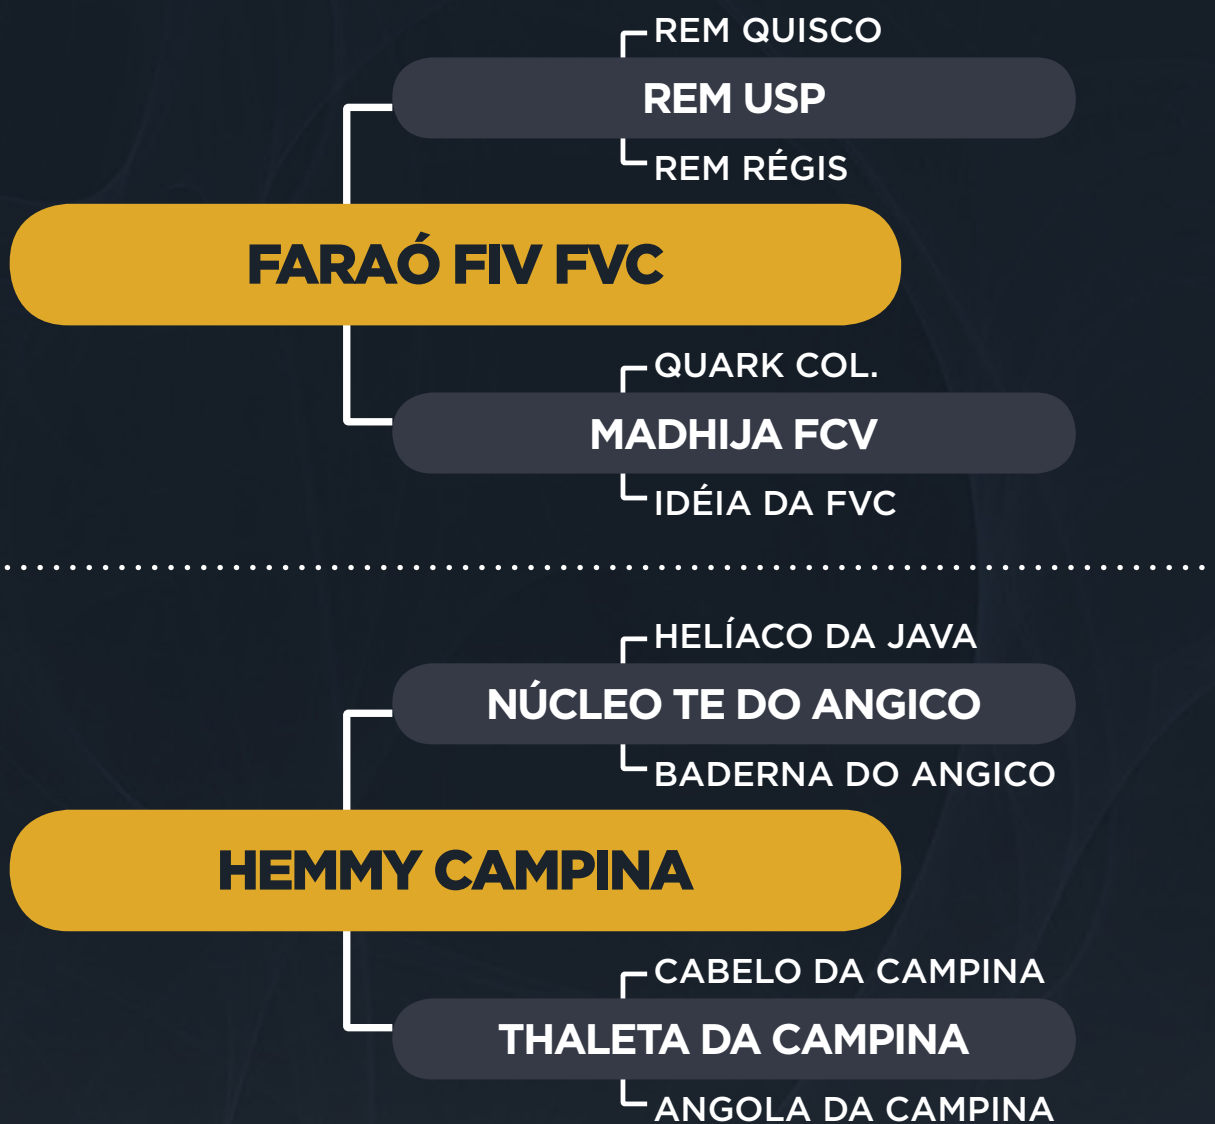 REM QUISCO
REM USP
REM RÉGIS
FARAÓ FIV FVC
QUARK COL.
MADHIJA FCV
IDÉIA DA FVC
HELÍACO DA JAVA
NÚCLEO TE DO ANGICO
BADERNA DO ANGICO
HEMMY CAMPINA
CABELO DA CAMPINA
THALETA DA CAMPINA
ANGOLA DA CAMPINA